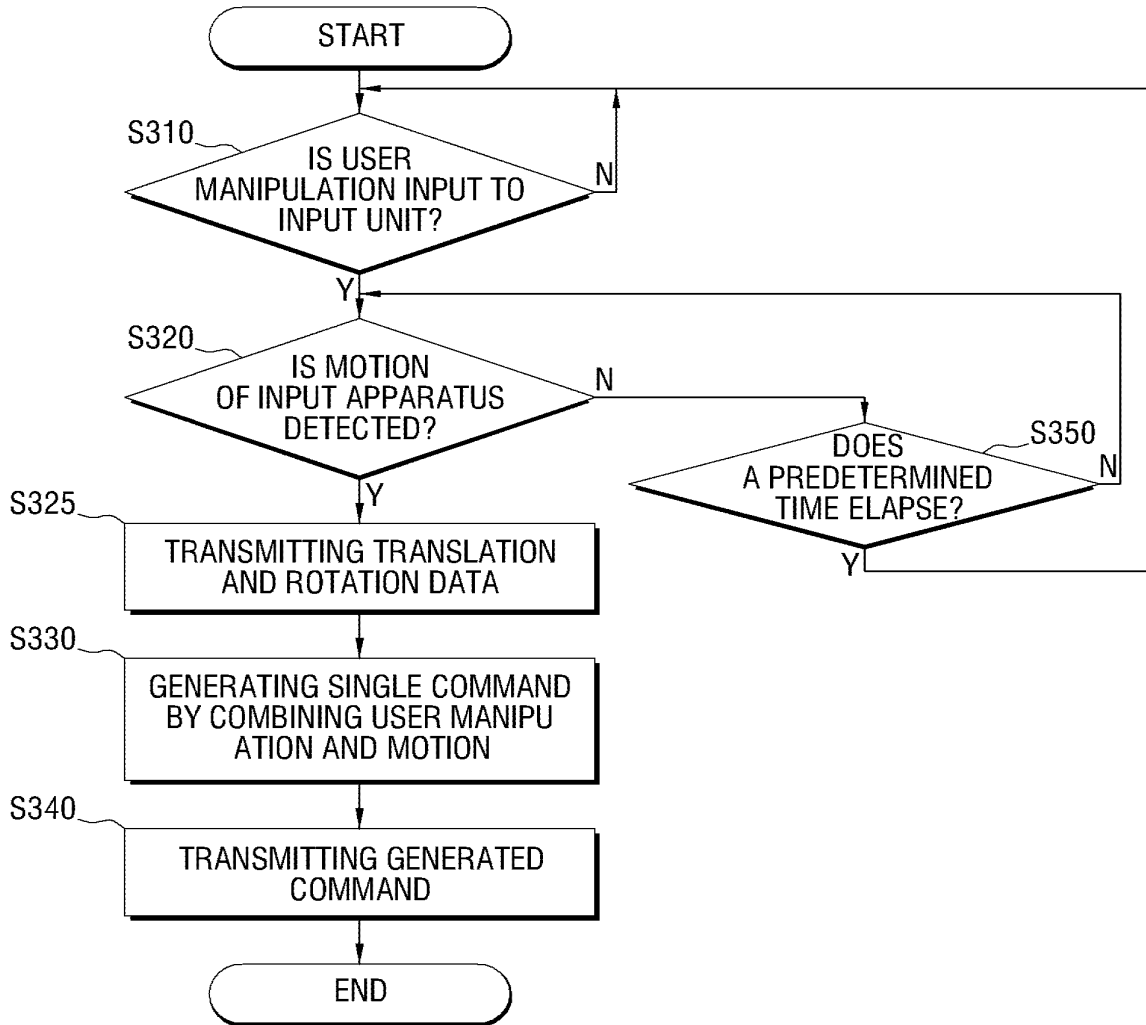 START
S310
IS USER
MANIPULATION INPUT TO
INPUT UNIT?
N
Y
S320
IS MOTION
OF INPUT APPARATUS
DETECTED?
N
Y
S350
DOES
A PREDETERMINED
TIME ELAPSE?
N
Y
S325
TRANSMITTING TRANSLATION
AND ROTATION DATA
S330
GENERATING SINGLE COMMAND
BY COMBINING USER MANIPU
ATION AND MOTION
S340
TRANSMITTING GENERATED
COMMAND
END